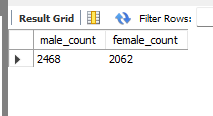 Result Grid Filter Rows:
male_count female_count
2468 2062